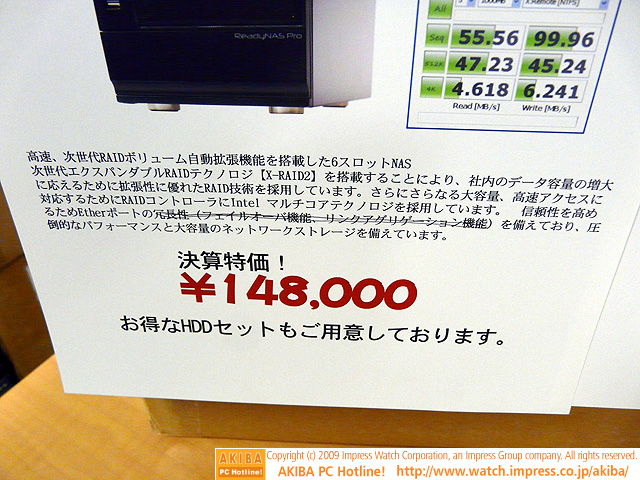 ReadyNAS Pro
All
5
1000MB
X:Remote [NTFS]
Seq
55.56
99.96
512K
47.23
45.24
4K
4.618
6.241
Read [MB/s]
Write [MB/s]
高速、次世代RAIDボリューム自動拡張機能を搭載した6スロットNAS
次世代エクスパンダブルRAIDテクノロジ【X-RAID2】を搭載することにより、社内のデータ容量の増大
に応えるために拡張性に優れたRAID技術を採用しています。さらにさらなる大容量、高速アクセスに
対応するためにRAIDコントローラにIntel マルチコアテクノロジを採用しています。 信頼性を高め
るためEtherポートの冗長性（フェイルオーバ機能、リンクアグリゲーション機能）を備えており、圧
倒的なパフォーマンスと大容量のネットワークストレージを備えています。
決算特価！
￥148,000
お得なHDDセットもご用意しております。
AKIBA
PC Hotline!
Copyright (c) 2009 Impress Watch Corporation, an Impress Group company. All rights reserved.
AKIBA PC Hotline! http://www.watch.impress.co.jp/akiba/